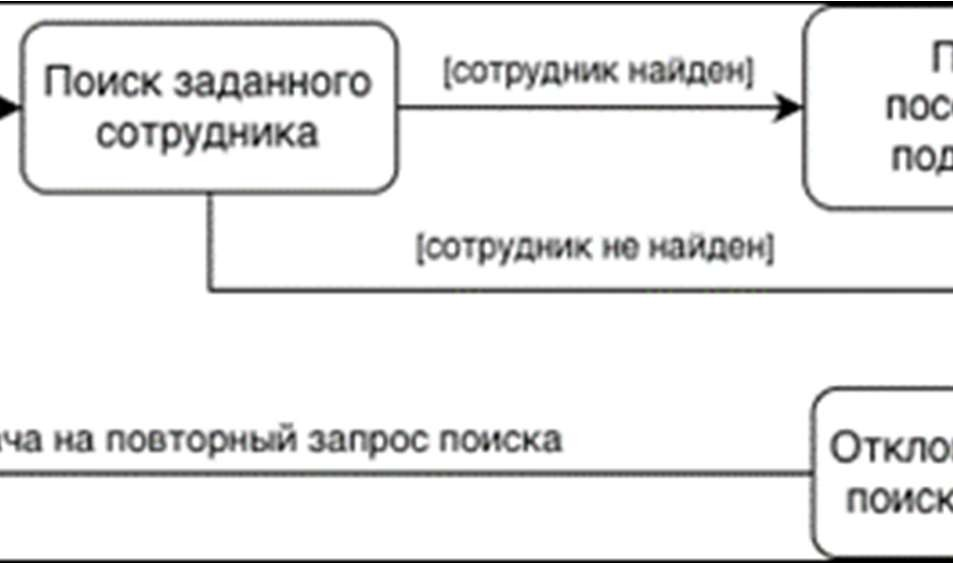 Поиск заданного
сотрудника
[сотрудник найден]
[сотрудник не найден]
на повторный запрос поиска